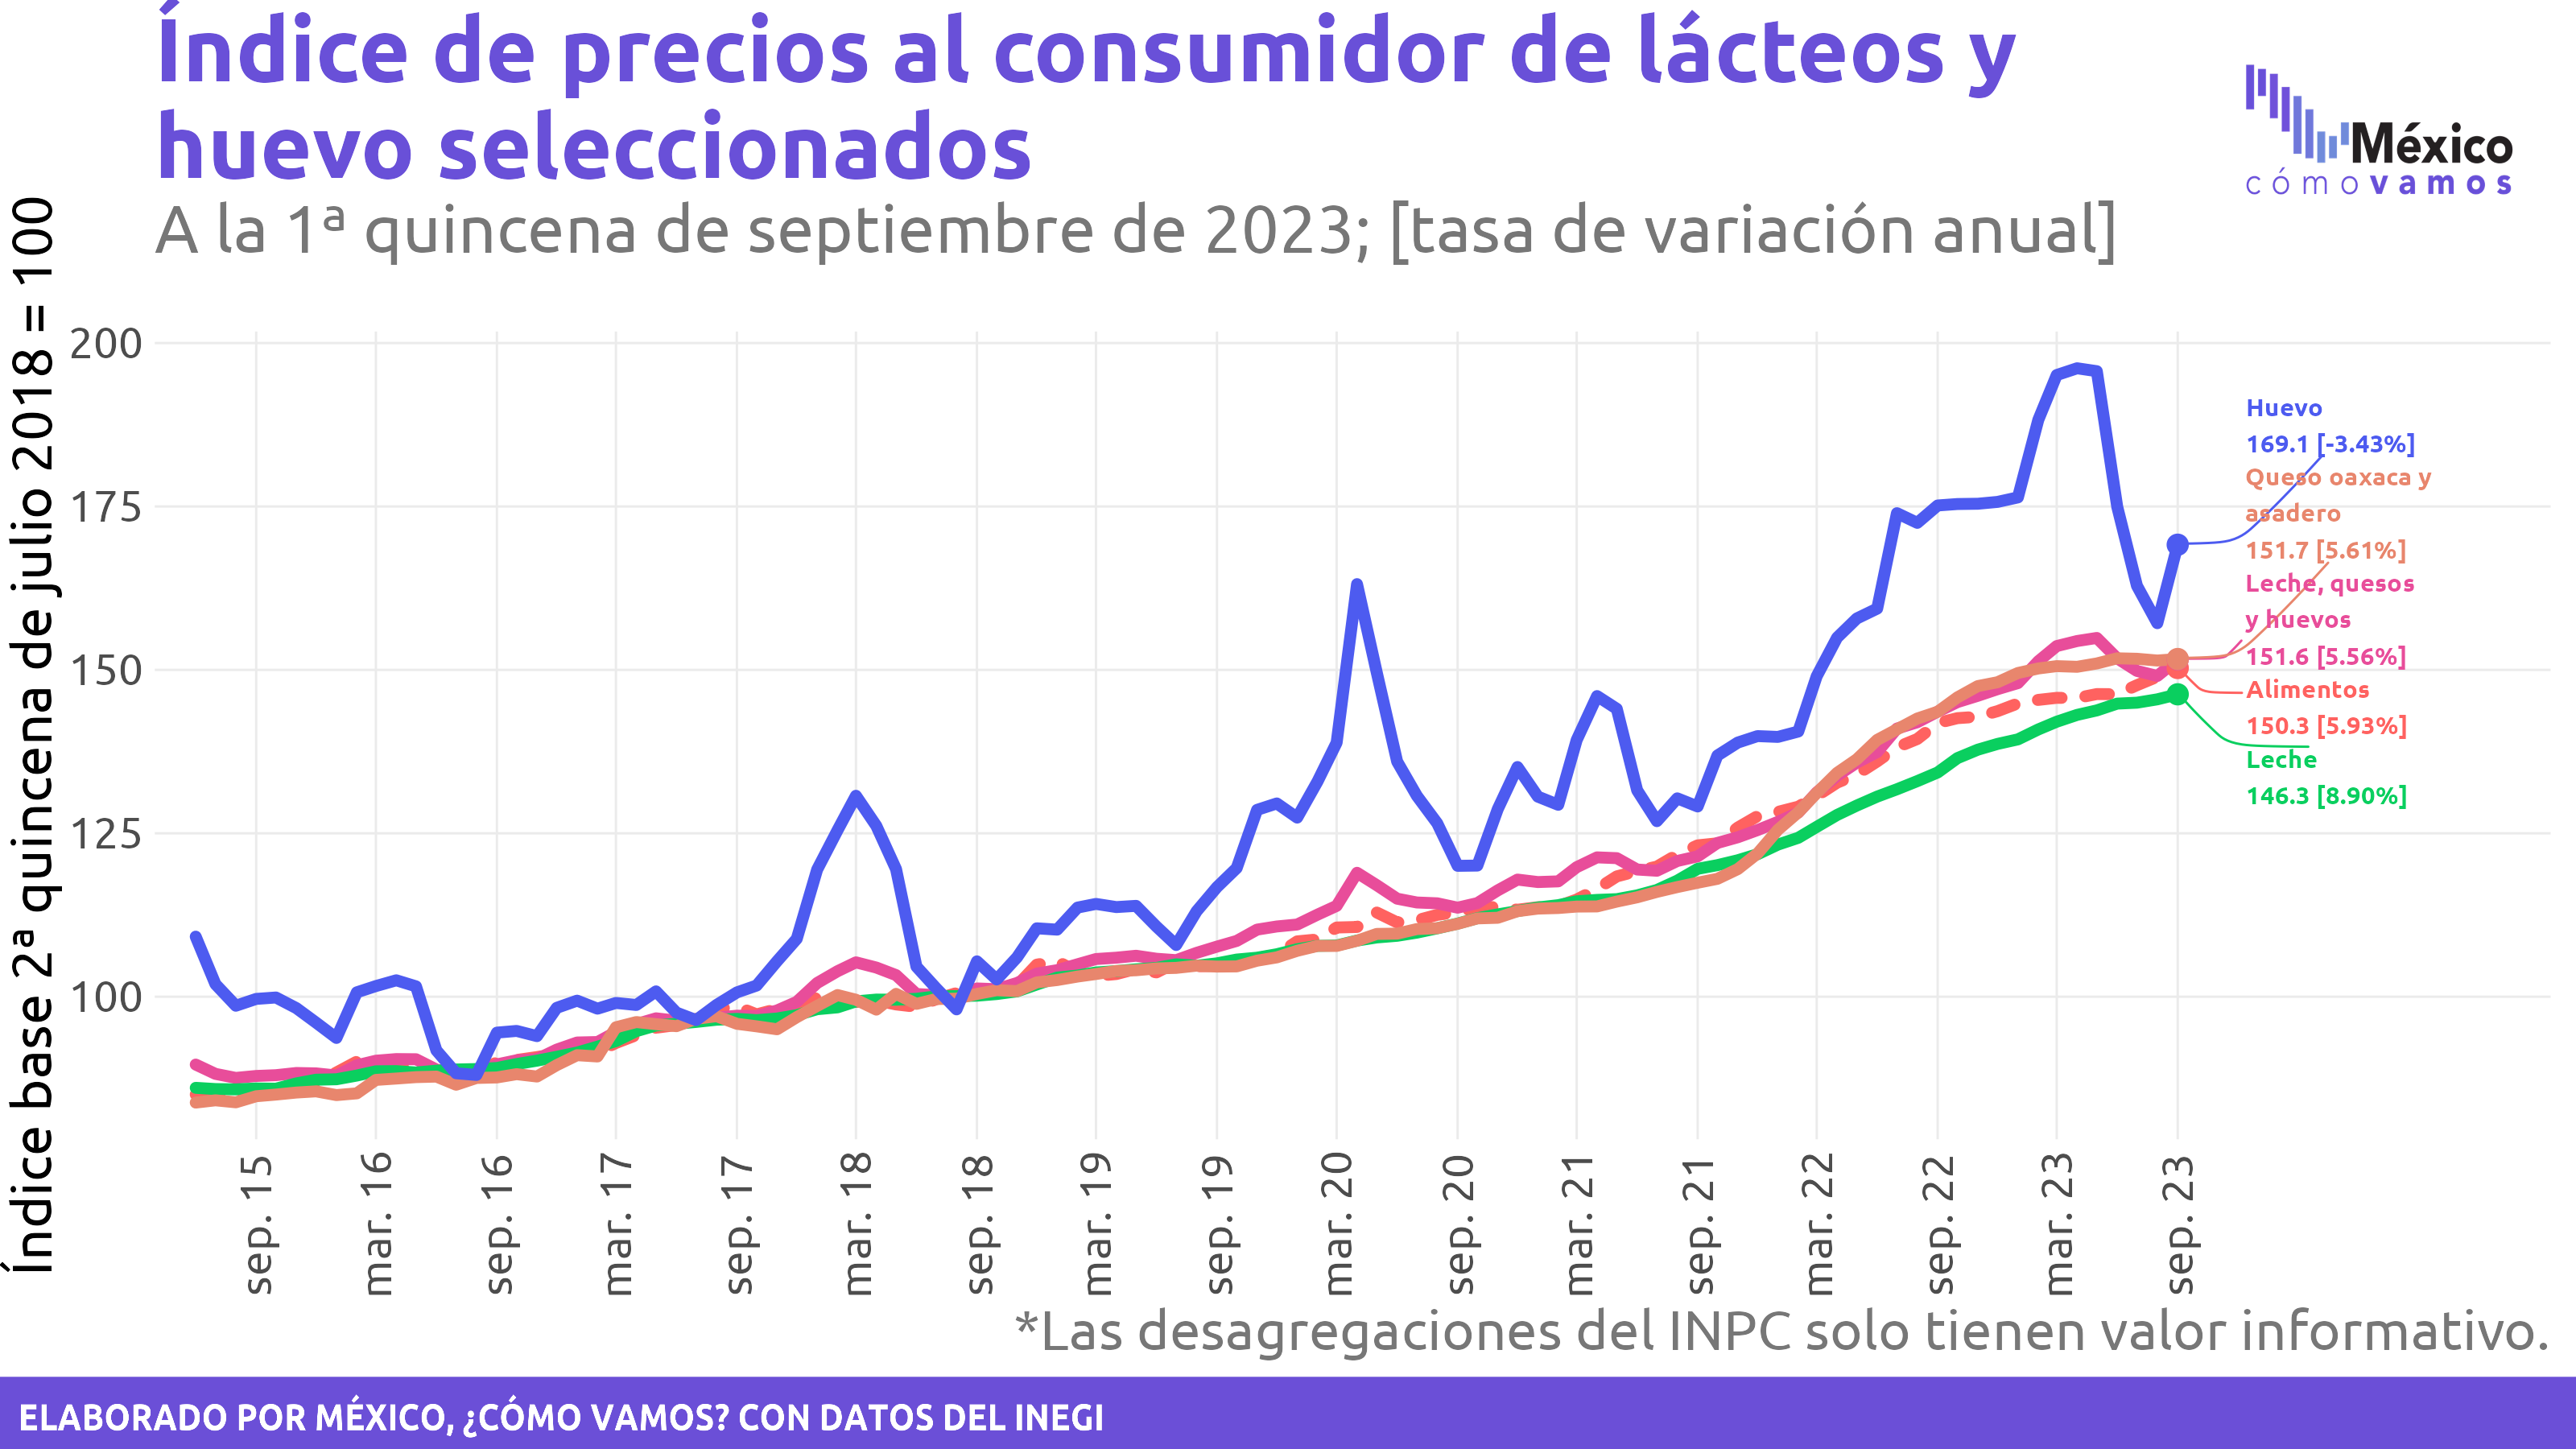 Índice de precios al consumidor de lácteos y
huevo seleccionados
A la 1ª quincena de septiembre de 2023; [tasa de variación anual]
México
cómo vamos
Índice base 2ª quincena de julio 2018 = 100
200
175
150
125
100
Huevo
169.1 [-3.43%]
Queso oaxaca y
asadero
151.7 [5.61%]
Leche, quesos
y huevos
151.6 [5.56%]
Alimentos
150.3 [5.93%]
Leche
146.3 [8.90%]
sep. 15
mar. 16
sep. 16
mar. 17
sep. 17
mar. 18
sep. 18
mar. 19
sep. 19
mar. 20
sep. 20
mar. 21
sep. 21
mar. 22
sep. 22
mar. 23
sep. 23
*Las desagregaciones del INPC solo tienen valor informativo.
ELABORADO POR MÉXICO, ¿CÓMO VAMOS? CON DATOS DEL INEGI